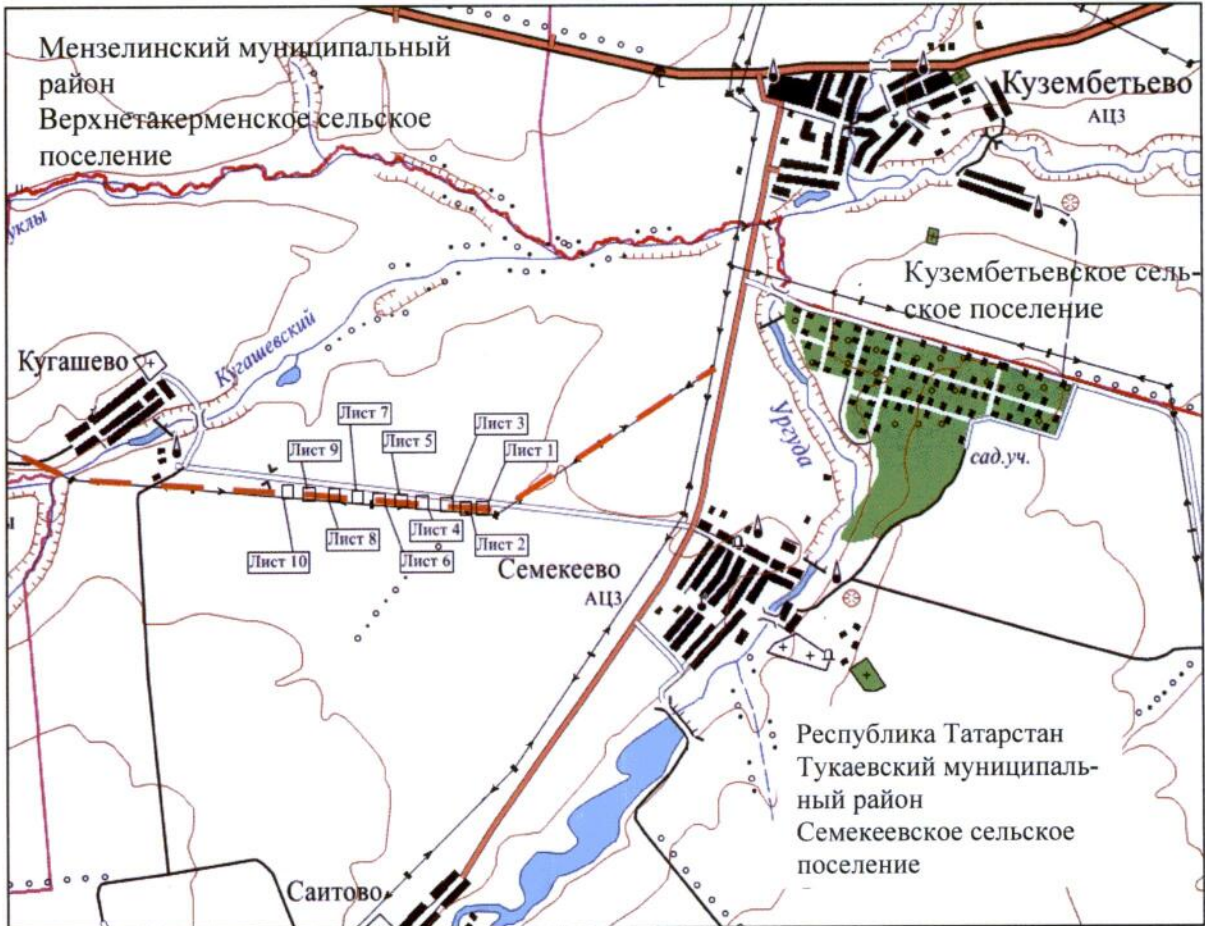 Мензелинский муниципальный
район
Верхнетакерменское сельское
поселение
Кузембетьево
АЦЗ
уклы
Кузембетьевское сель-
ское поселение
Кугашево
Кугашевский
Ургуда
сад.уч.
Лист 7
Лист 3
Лист 9
Лист 5
Лист 1
Лист 4
Лист 10
Лист 8
Лист 6
Лист 2
Семекеево
АЦЗ
ы
Республика Татарстан
Тукаевский муниципаль-
ный район
Семекеевское сельское
поселение
Саитово